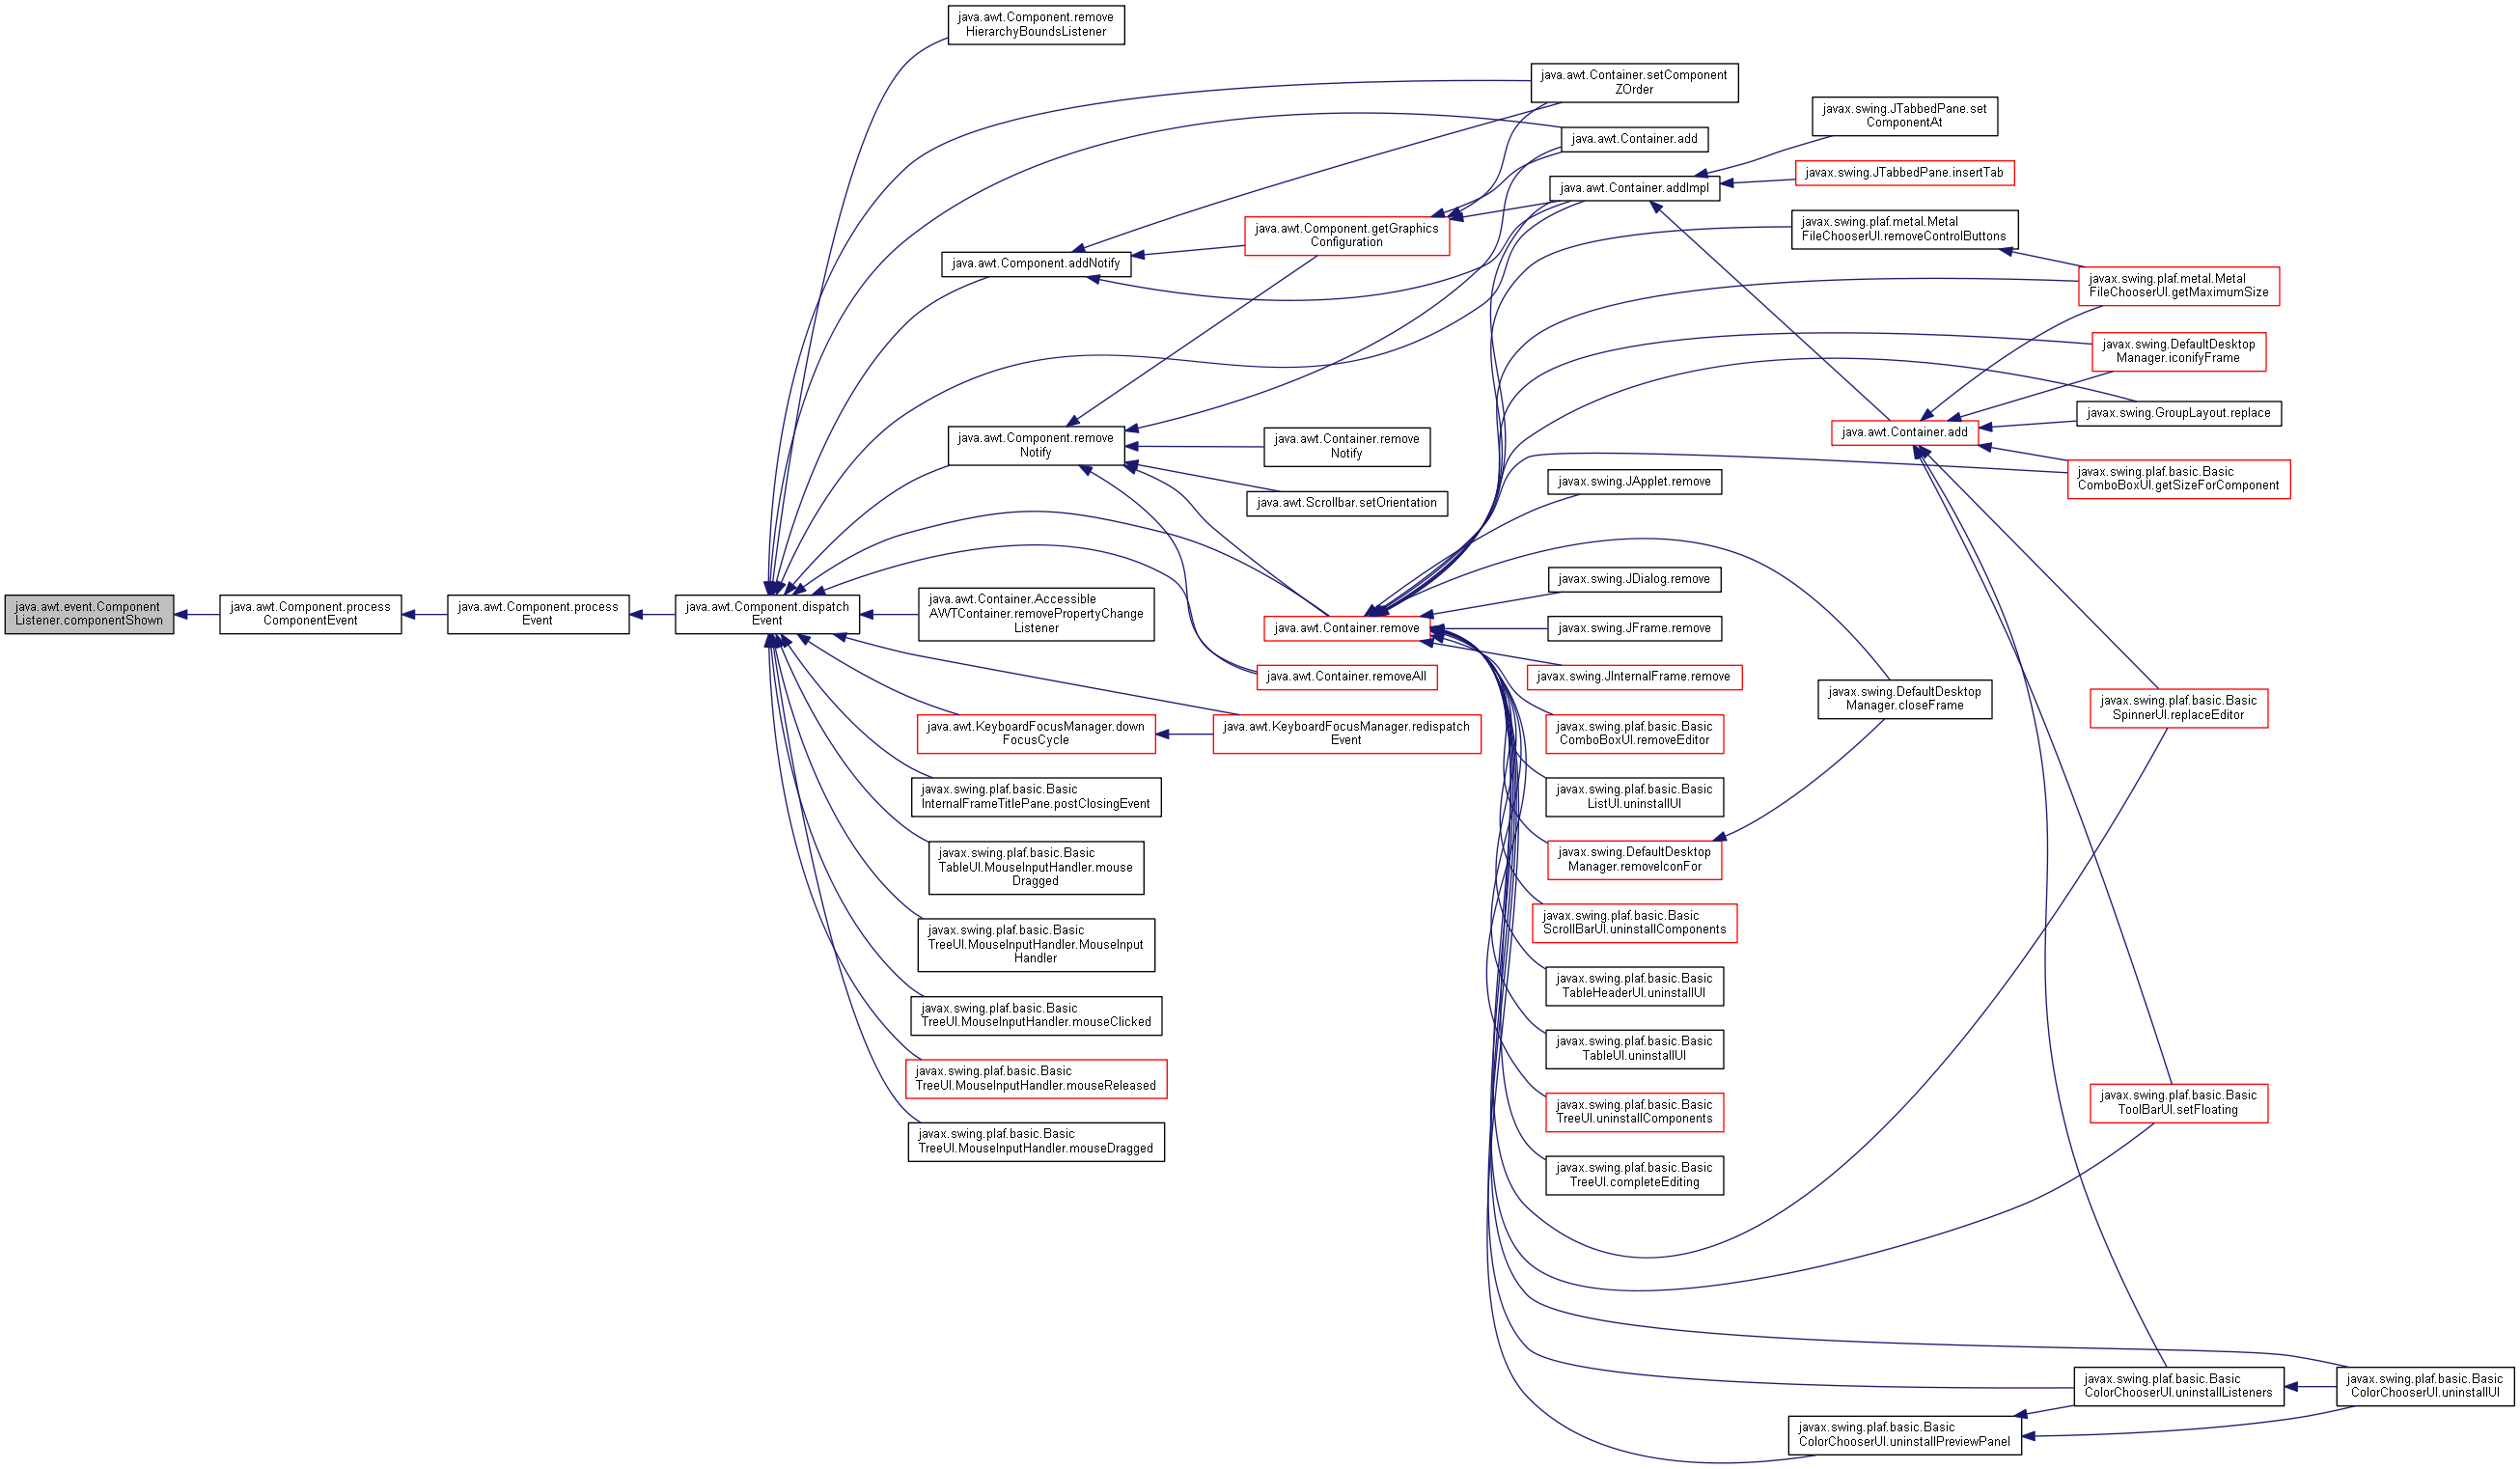 java.awt.Component.remove
HierarchyBoundsListener
java.awt.Container.setComponent
ZOrder
java.awt.Container.add
javax.swing.JTabbedPane.set
ComponentAt
java.awt.Container.addImpl
javax.swing.JTabbedPane.insertTab
java.awt.Component.getGraphics
Configuration
javax.swing.plaf.metal.Metal
FileChooserUI.removeControlButtons
java.awt.Component.addNotify
javax.swing.plaf.metal.Metal
FileChooserUI.getMaximumSize
javax.swing.DefaultDesktop
Manager.iconifyFrame
javax.swing.GroupLayout.replace
java.awt.Container.add
java.awt.Component.remove
Notify
java.awt.Container.remove
Notify
javax.swing.plaf.basic.Basic
ComboBoxUI.getSizeForComponent
javax.swing.JApplet.remove
java.awt.Scrollbar.setOrientation
java.awt.event.Component
Listener.componentShown
java.awt.Component.process
ComponentEvent
java.awt.Component.process
Event
java.awt.Component.dispatch
Event
java.awt.Container.Accessible
AWTContainer.removePropertyChange
Listener
javax.swing.JDialog.remove
java.awt.Container.remove
javax.swing.JFrame.remove
java.awt.Container.removeAll
javax.swing.JInternalFrame.remove
javax.swing.DefaultDesktop
Manager.closeFrame
javax.swing.plaf.basic.Basic
SpinnerUI.replaceEditor
java.awt.KeyboardFocusManager.down
FocusCycle
java.awt.KeyboardFocusManager.redispatch
Event
javax.swing.plaf.basic.Basic
ComboBoxUI.removeEditor
javax.swing.plaf.basic.Basic
InternalFrameTitlePane.postClosingEvent
javax.swing.plaf.basic.Basic
ListUI.uninstallUI
javax.swing.plaf.basic.Basic
TableUI.MouseInputHandler.mouse
Dragged
javax.swing.DefaultDesktop
Manager.removeIconFor
javax.swing.plaf.basic.Basic
ScrollBarUI.uninstallComponents
javax.swing.plaf.basic.Basic
TreeUI.MouseInputHandler.MouseInput
Handler
javax.swing.plaf.basic.Basic
TableHeaderUI.uninstallUI
javax.swing.plaf.basic.Basic
TreeUI.MouseInputHandler.mouseClicked
javax.swing.plaf.basic.Basic
TableUI.uninstallUI
javax.swing.plaf.basic.Basic
TreeUI.MouseInputHandler.mouseReleased
javax.swing.plaf.basic.Basic
TreeUI.uninstallComponents
javax.swing.plaf.basic.Basic
ToolBarUI.setFloating
javax.swing.plaf.basic.Basic
TreeUI.MouseInputHandler.mouseDragged
javax.swing.plaf.basic.Basic
TreeUI.completeEditing
javax.swing.plaf.basic.Basic
ColorChooserUI.uninstallListeners
javax.swing.plaf.basic.Basic
ColorChooserUI.uninstallUI
javax.swing.plaf.basic.Basic
ColorChooserUI.uninstallPreviewPanel